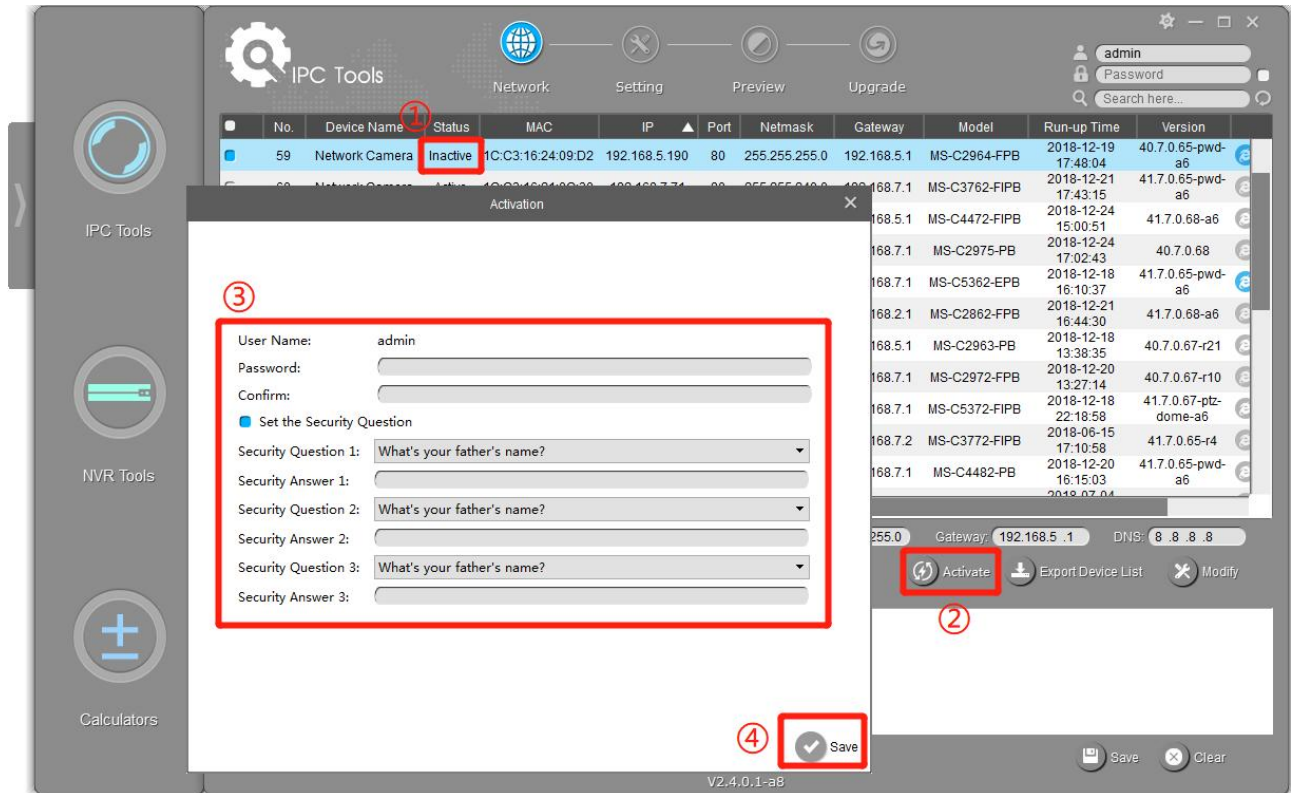 IPC Tools
Network
Setting
Preview
Upgrade
admin
Password
Search here...
①
No. Device Name Status MAC IP Port Netmask Gateway Model Run-up Time Version
59 Network Camera Inactive 1C:C3:16:24:09:D2 192.168.5.190 80 255.255.255.0 192.168.5.1 MS-C2964-FPB 2018-12-19 17:48:04 40.7.0.65-pwd-a6
168.7.1 MS-C3762-FIPB 2018-12-21 17:43:15 41.7.0.65-pwd-a6
168.5.1 MS-C4472-FIPB 2018-12-24 15:00:51 41.7.0.68-a6
168.7.1 MS-C2975-PB 2018-12-24 17:02:43 40.7.0.68
168.7.1 MS-C5362-EPB 2018-12-18 16:10:37 41.7.0.65-pwd-a6
168.2.1 MS-C2862-FPB 2018-12-21 16:44:30 41.7.0.68-a6
168.5.1 MS-C2963-PB 2018-12-18 13:38:35 40.7.0.67-r21
168.7.1 MS-C2972-FPB 2018-12-20 13:27:14 40.7.0.67-r10
168.7.1 MS-C5372-FIPB 2018-12-18 22:18:58 41.7.0.67-ptz-dome-a6
168.7.2 MS-C3772-FIPB 2018-06-15 17:10:58 41.7.0.65-r4
168.7.1 MS-C4482-PB 2018-12-20 16:15:03 41.7.0.65-pwd-a6
IPC Tools
NVR Tools
Calculators
Activation
③
User Name: admin
Password:
Confirm:
Set the Security Question
Security Question 1: What's your father's name?
Security Answer 1:
Security Question 2: What's your father's name?
Security Answer 2:
Security Question 3: What's your father's name?
Security Answer 3:
④ Save
255.0 Gateway: 192.168.5 .1 DNS: 8 .8 .8 .8
Activate Export Device List Modify
②
Save Clear
V2.4.0.1-a8